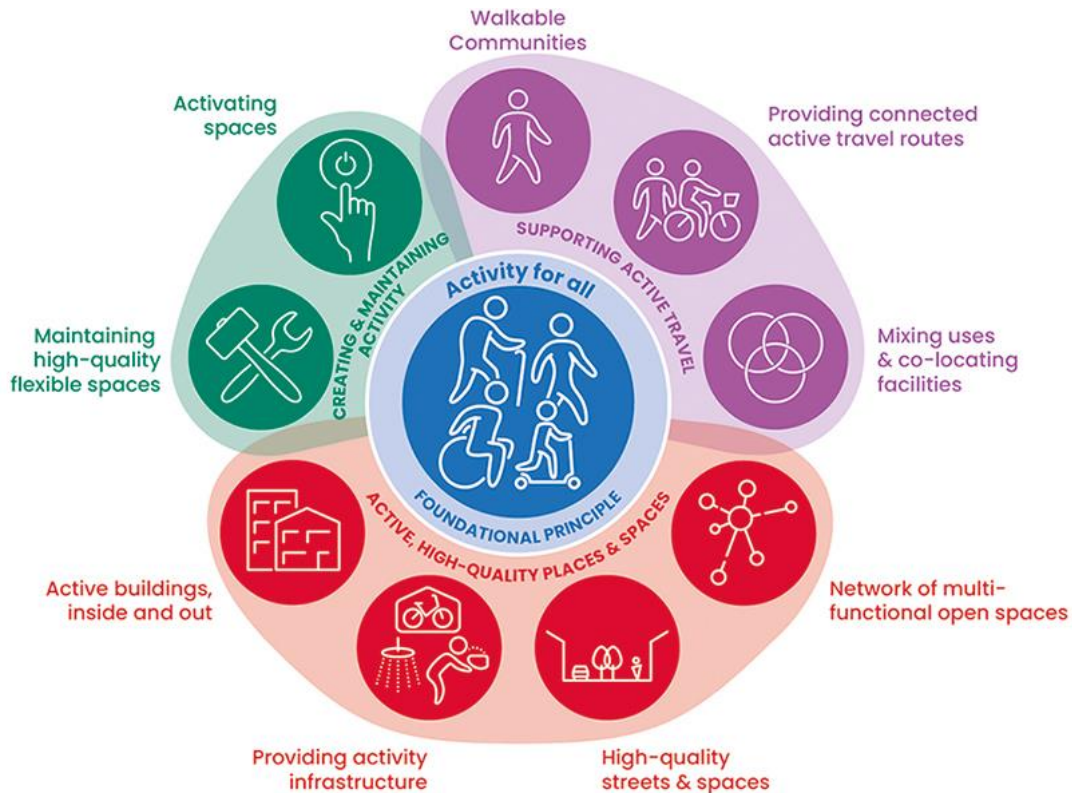 Walkable
Communities
Activating
spaces
Providing connected
active travel routes
SUPPORTING ACTIVE TRAVEL
CREATING & MAINTAINING
ACTIVITY
Activity for all
FOUNDATIONAL PRINCIPLE
Maintaining
high-quality
flexible spaces
Mixing uses
& co-locating
facilities
ACTIVE, HIGH-QUALITY PLACES & SPACES
Active buildings,
inside and out
Network of multi-
functional open spaces
Providing activity
infrastructure
High-quality
streets & spaces